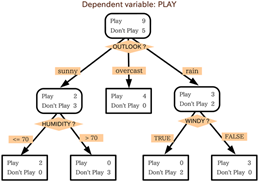 Dependent variable: PLAY
Play 9
Don't Play 5
OUTLOOK ?
sunny overcast rain
Play 2
Don't Play 3
Play 4
Don't Play 0
Play 3
Don't Play 2
HUMIDITY ?
WINDY ?
<= 70 > 70
TRUE FALSE
Play 2
Don't Play 0
Play 0
Don't Play 3
Play 0
Don't Play 2
Play 3
Don't Play 0